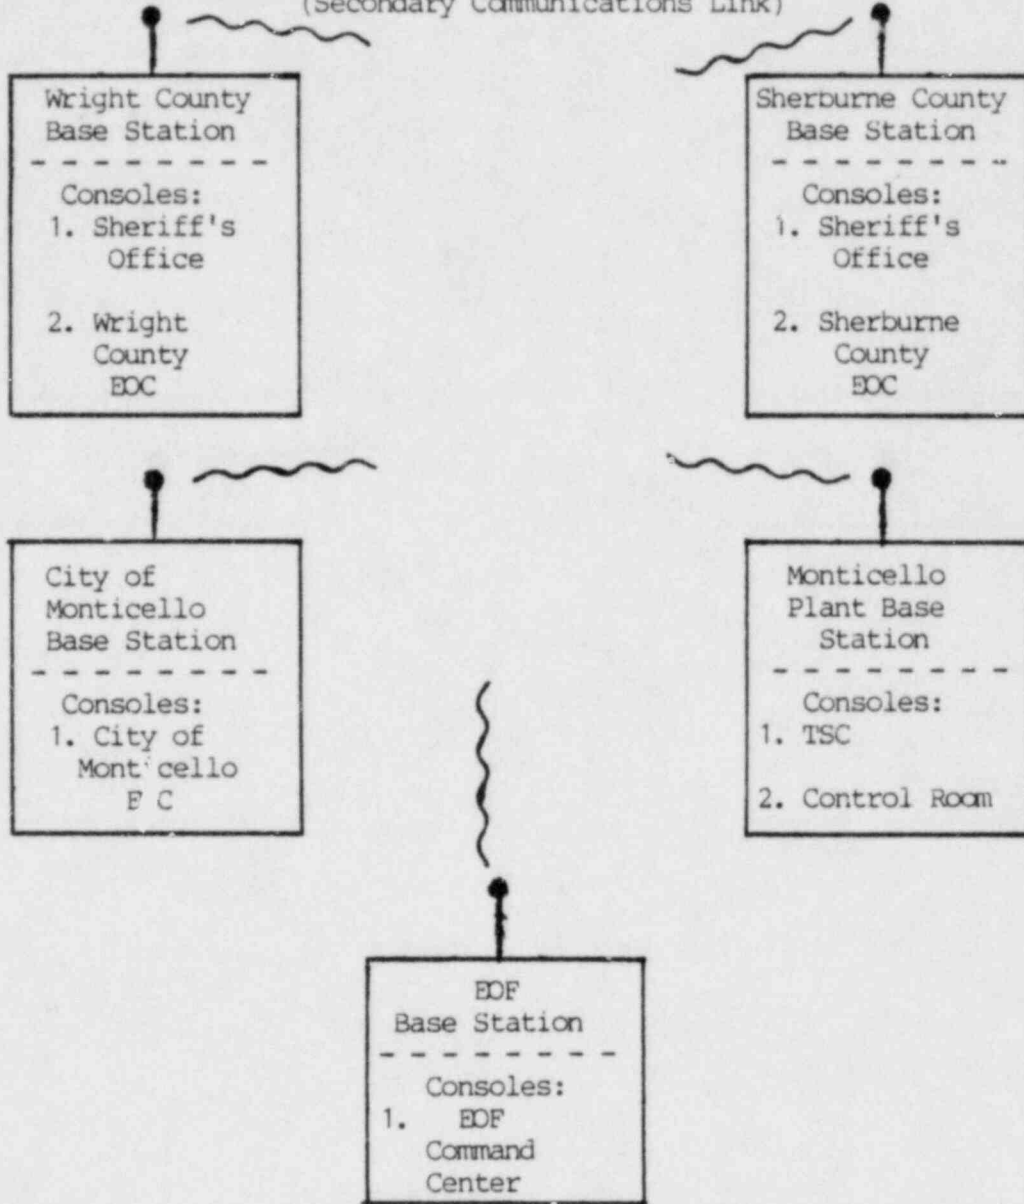 (Secondary Communications Link)
Wright County
Base Station
Consoles:
1. Sheriff's
Office
2. Wright
County
EOC
Sherburne County
Base Station
Consoles:
1. Sheriff's
Office
2. Sherburne
County
EOC
City of
Monticello
Base Station
Consoles:
1. City of
Mont cello
E C
Monticello
Plant Base
Station
Consoles:
1. TSC
2. Control Room
EOF
Base Station
Consoles:
1. EOF
Command
Center